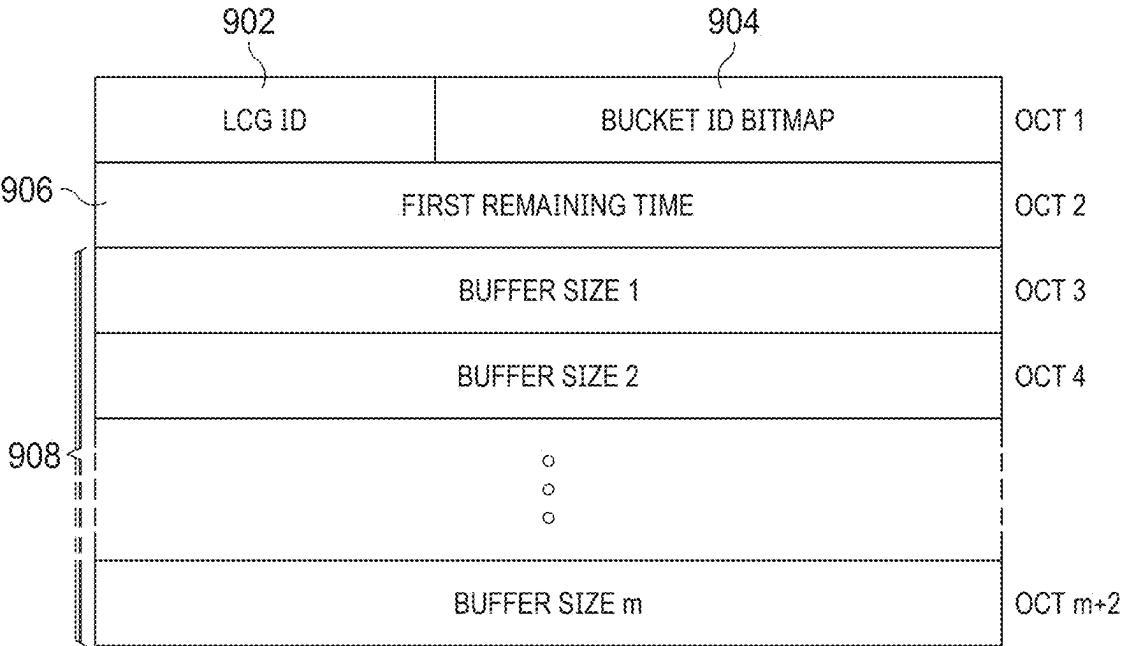 902 904
LCG ID BUCKET ID BITMAP OCT 1
906 FIRST REMAINING TIME OCT 2
BUFFER SIZE 1 OCT 3
BUFFER SIZE 2 OCT 4
908
BUFFER SIZE m OCT m+2